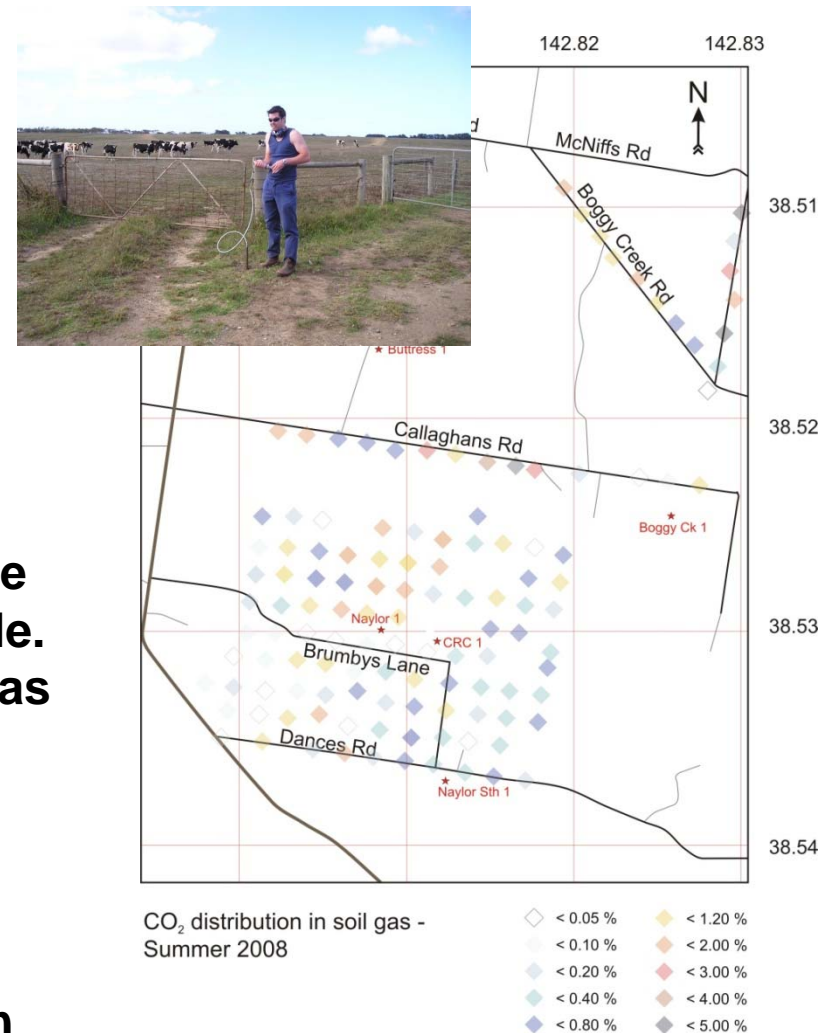 142.82 142.83
N
d
McNiffs Rd
38.51
Boggy Creek Rd
Buttress 1
38.52
Callaghans Rd
Boggy Ck 1
e
le.
Naylor 1
38.53
CRC 1
as
Brumbys Lane
Dances Rd
Naylor Sth 1
38.54
CO₂ distribution in soil gas -
Summer 2008
< 0.05 % < 1.20 %
< 0.10 % < 2.00 %
< 0.20 % < 3.00 %
< 0.40 % < 4.00 %
< 0.80 % < 5.00 %